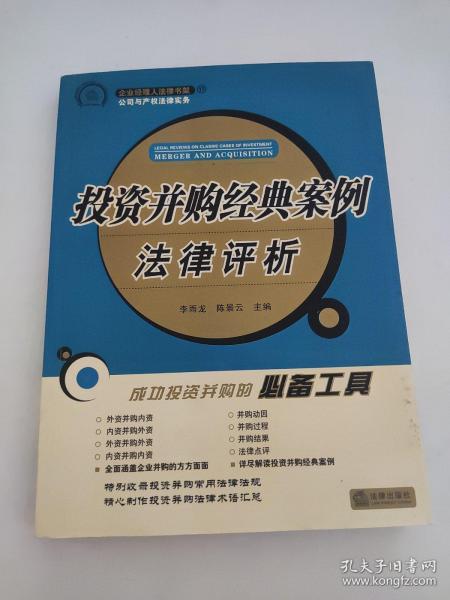 企业经理人法律书架 11
公司与产权法律实务
LEGAL REVIEWS ON CLASSIC CASES OF INVESTMENT
MERGER AND ACQUISITION
投资并购经典案例
法律评析
李雨龙 陈景云 主编
成功投资并购的必备工具
外资并购内资
内资并购外资
外资并购外资
内资并购内资
全面涵盖企业并购的方方面面
并购动因
并购过程
并购结果
法律点评
详尽解读投资并购经典案例
特别收录投资并购常用法律法规
精心制作投资并购法律术语汇总
法律出版社
LAW PRESS CHINA
孔夫子旧书网
www.kongfz.com